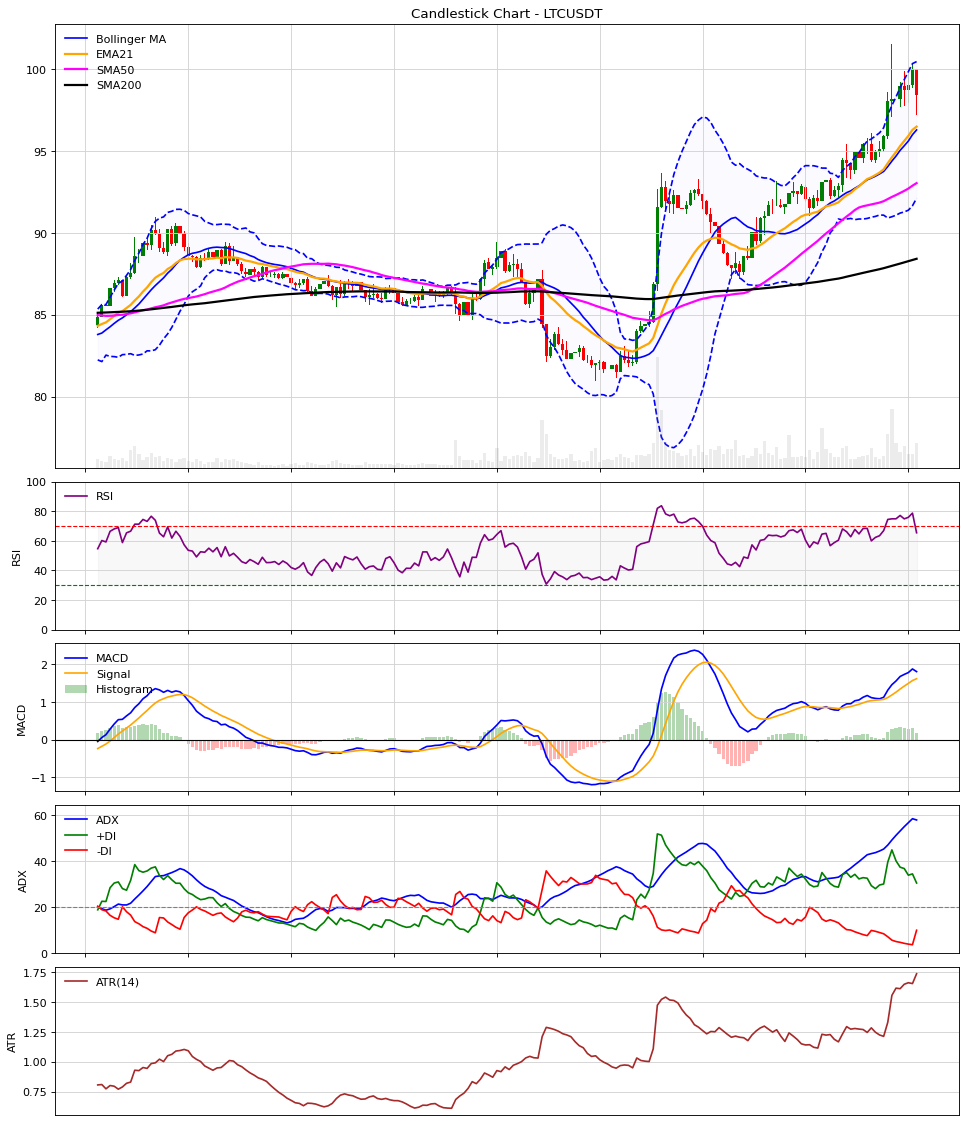 Candlestick Chart - LTCUSDT
Bollinger MA
EMA21
SMA50
SMA200
100
95
90
85
80
RSI
100
80
60
40
20
0
RSI
MACD
Signal
Histogram
2
1
0
−1
MACD
ADX
+DI
-DI
60
40
20
0
ADX
ATR(14)
1.75
1.50
1.25
1.00
0.75
ATR